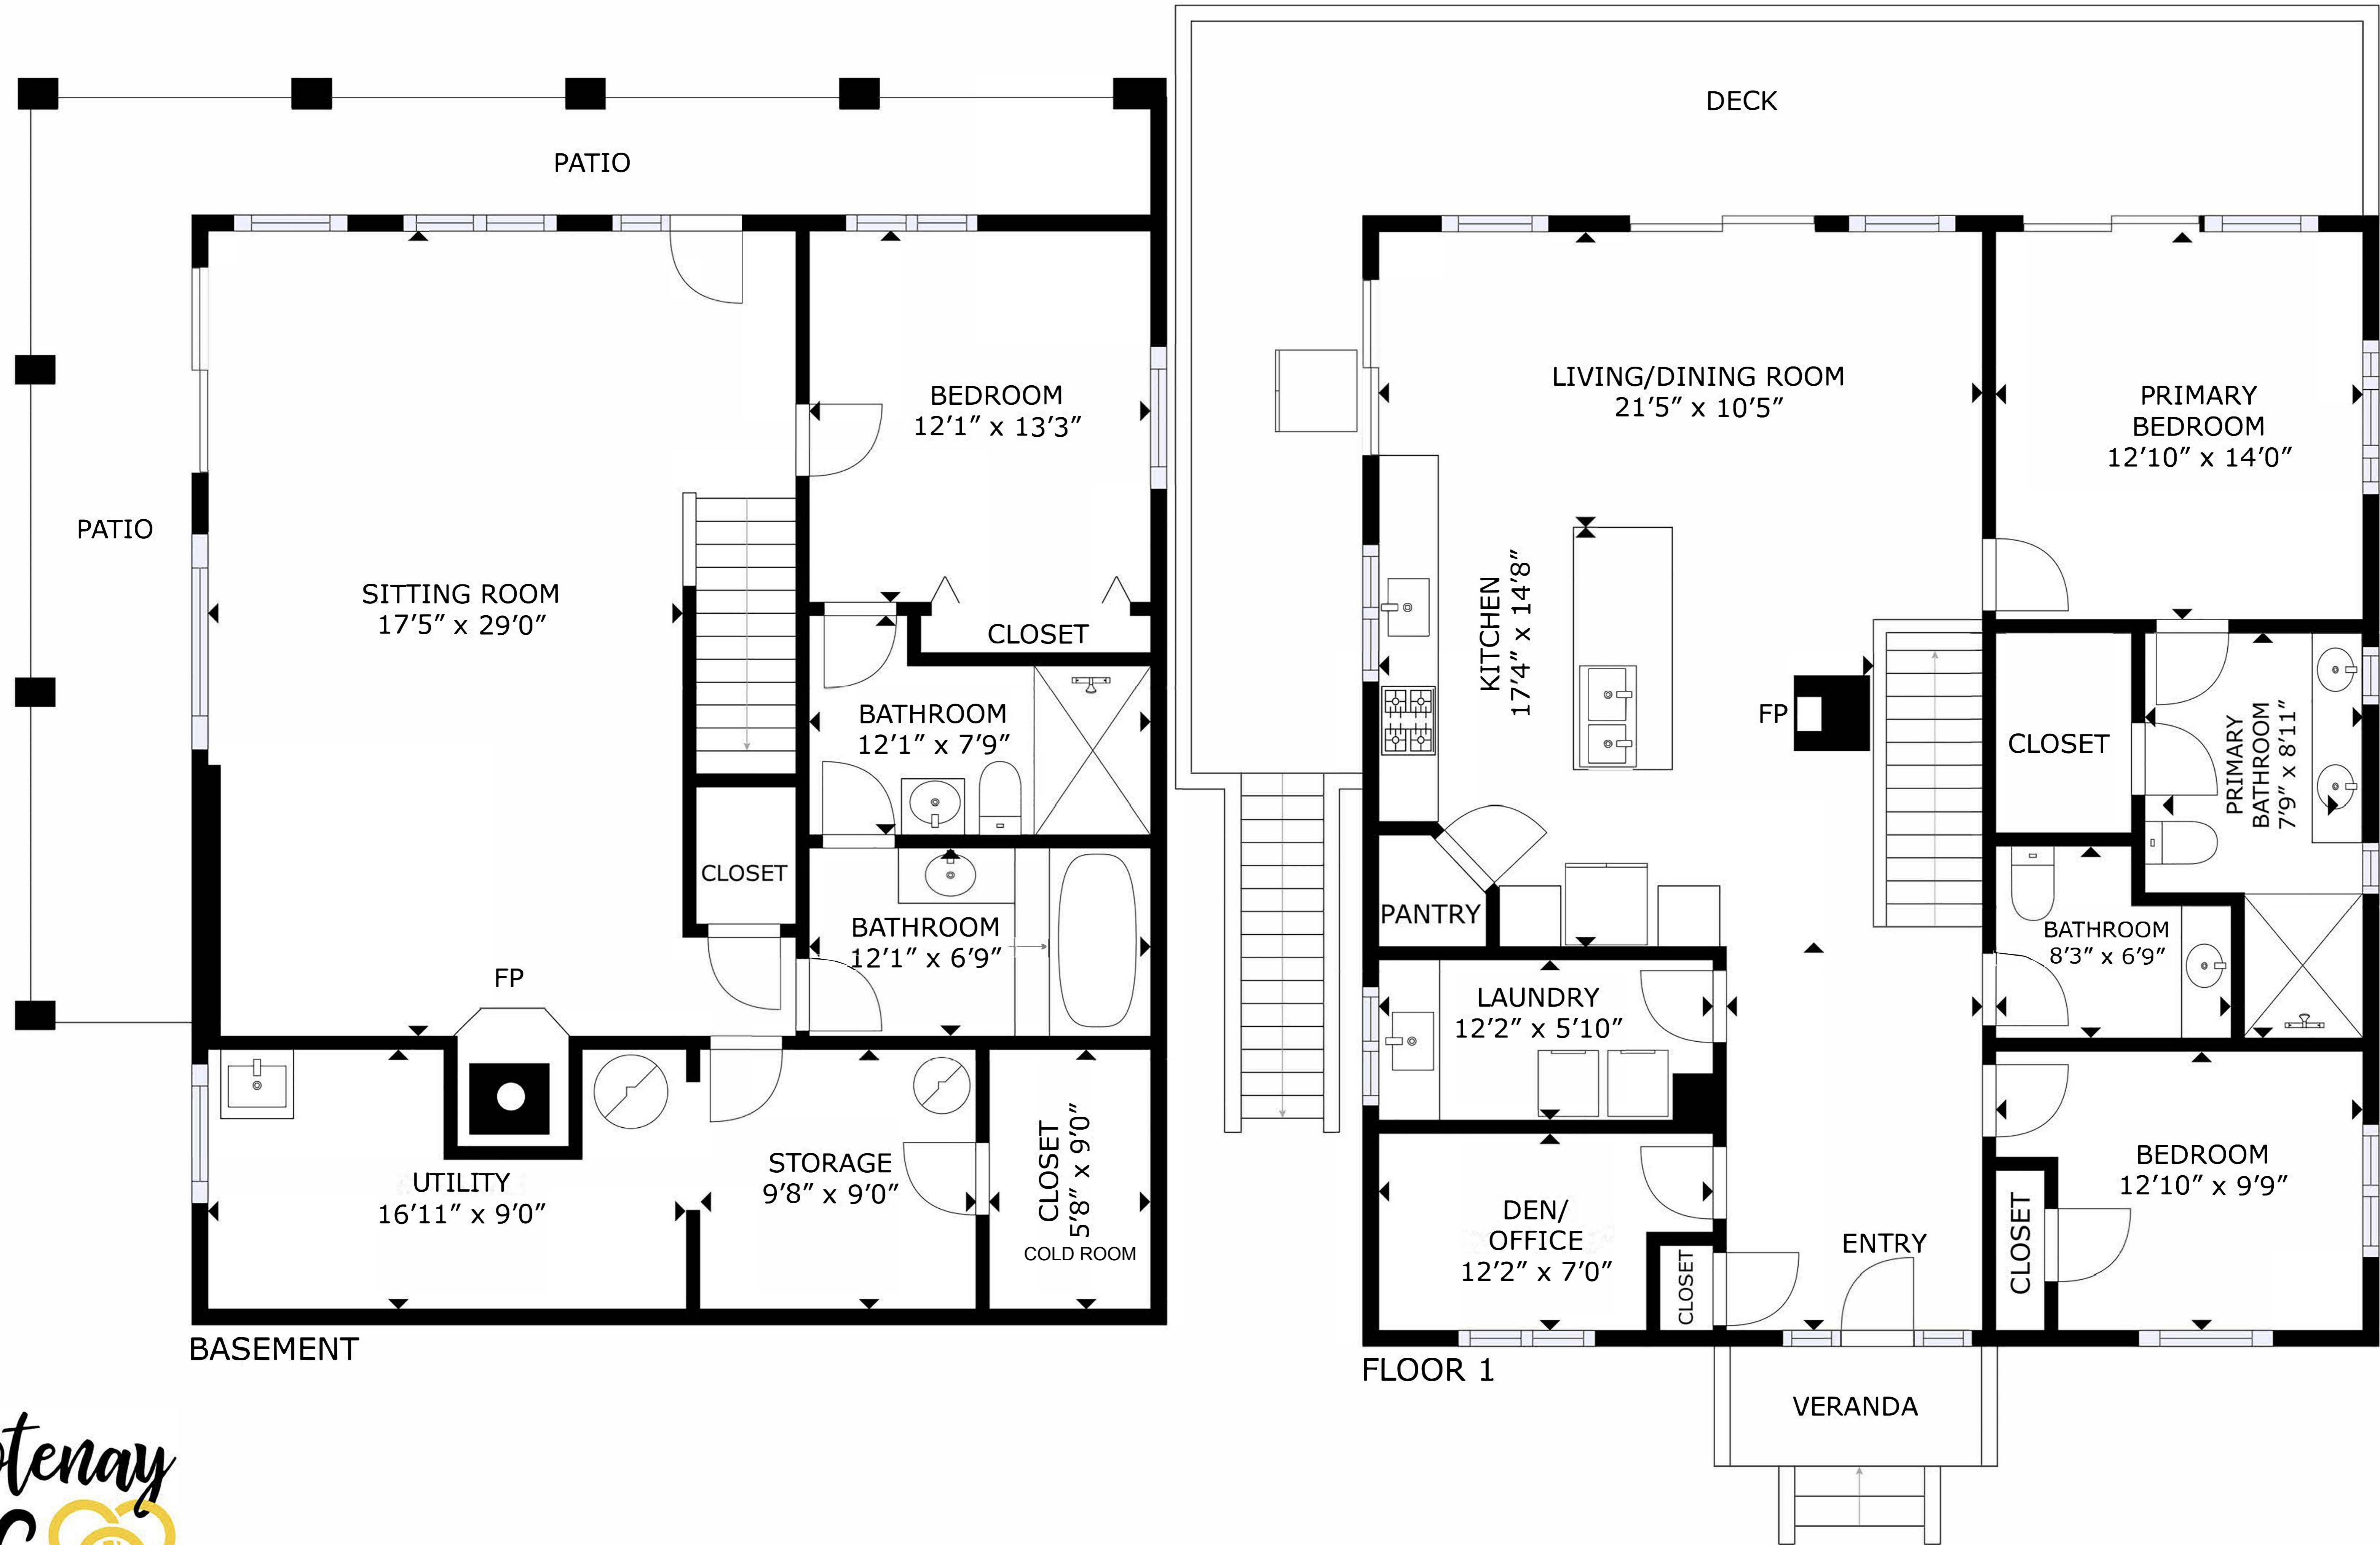 PATIO
PATIO
SITTING ROOM
17'5" x 29'0"
BEDROOM
12'1" x 13'3"
CLOSET
BATHROOM
12'1" x 7'9"
CLOSET
BATHROOM
12'1" x 6'9"
FP
UTILITY
16'11" x 9'0"
STORAGE
9'8" x 9'0"
CLOSET
5'8" x 9'0"
COLD ROOM
BASEMENT
DECK
LIVING/DINING ROOM
21'5" x 10'5"
PRIMARY
BEDROOM
12'10" x 14'0"
KITCHEN
17'4" x 14'8"
FP
CLOSET
PRIMARY
BATHROOM
7'9" x 8'11"
PANTRY
BATHROOM
8'3" x 6'9"
LAUNDRY
12'2" x 5'10"
DEN/
OFFICE
12'2" x 7'0"
CLOSET
ENTRY
CLOSET
BEDROOM
12'10" x 9'9"
FLOOR 1
VERANDA
otenay